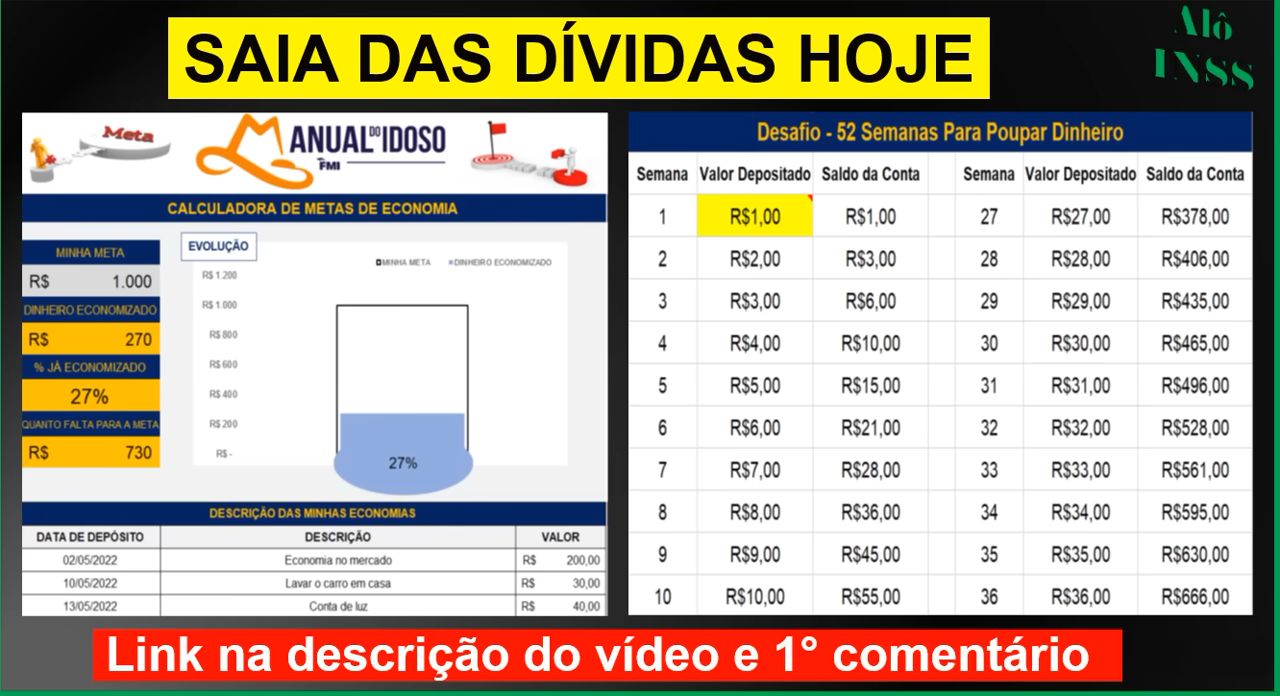 SAIA DAS DÍVIDAS HOJE
Alô
INSS
Meta
MANUAL DO IDOSO
FMI
CALCULADORA DE METAS DE ECONOMIA
MINHA META
R$ 1.000
DINHEIRO ECONOMIZADO
R$ 270
% JÁ ECONOMIZADO
27%
QUANTO FALTA PARA A META
R$ 730
EVOLUÇÃO
MINHA META DINHEIRO ECONOMIZADO
R$ 1.200
R$ 1.000
R$ 800
R$ 600
R$ 400
R$ 200
R$ -
27%
DESCRIÇÃO DAS MINHAS ECONOMIAS
DATA DE DEPÓSITO DESCRIÇÃO VALOR
02/05/2022 Economia no mercado R$ 200,00
10/05/2022 Lavar o carro em casa R$ 30,00
13/05/2022 Conta de luz R$ 40,00
Desafio - 52 Semanas Para Poupar Dinheiro
Semana Valor Depositado Saldo da Conta Semana Valor Depositado Saldo da Conta
1 R$1,00 R$1,00 27 R$27,00 R$378,00
2 R$2,00 R$3,00 28 R$28,00 R$406,00
3 R$3,00 R$6,00 29 R$29,00 R$435,00
4 R$4,00 R$10,00 30 R$30,00 R$465,00
5 R$5,00 R$15,00 31 R$31,00 R$496,00
6 R$6,00 R$21,00 32 R$32,00 R$528,00
7 R$7,00 R$28,00 33 R$33,00 R$561,00
8 R$8,00 R$36,00 34 R$34,00 R$595,00
9 R$9,00 R$45,00 35 R$35,00 R$630,00
10 R$10,00 R$55,00 36 R$36,00 R$666,00
Link na descrição do vídeo e 1° comentário